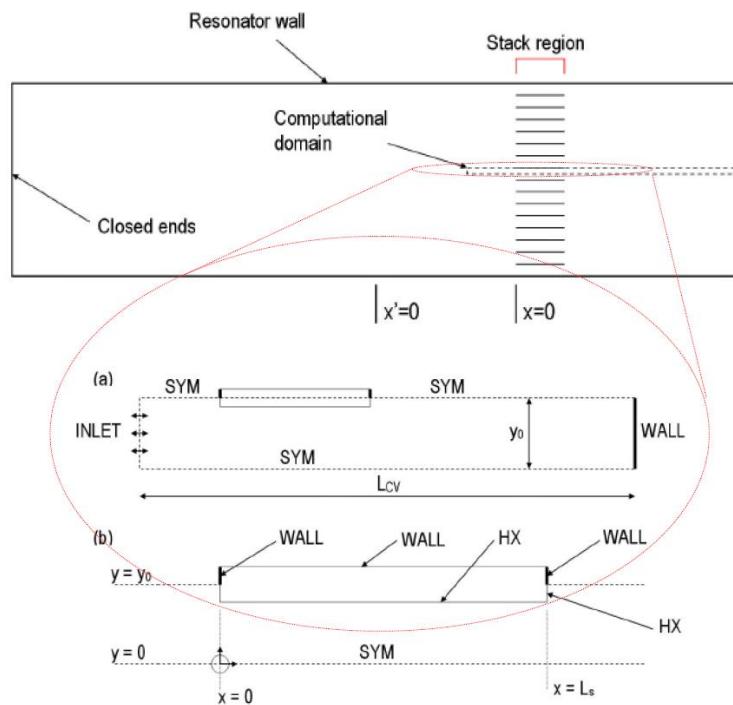 Resonator wall
Stack region
Computational
domain
Closed ends
x'=0
x=0
(a)
SYM
SYM
INLET
y₀
WALL
SYM
L_CV
(b)
WALL
WALL
HX
WALL
y = y₀
HX
y = 0
SYM
x = 0
x = Lₛ